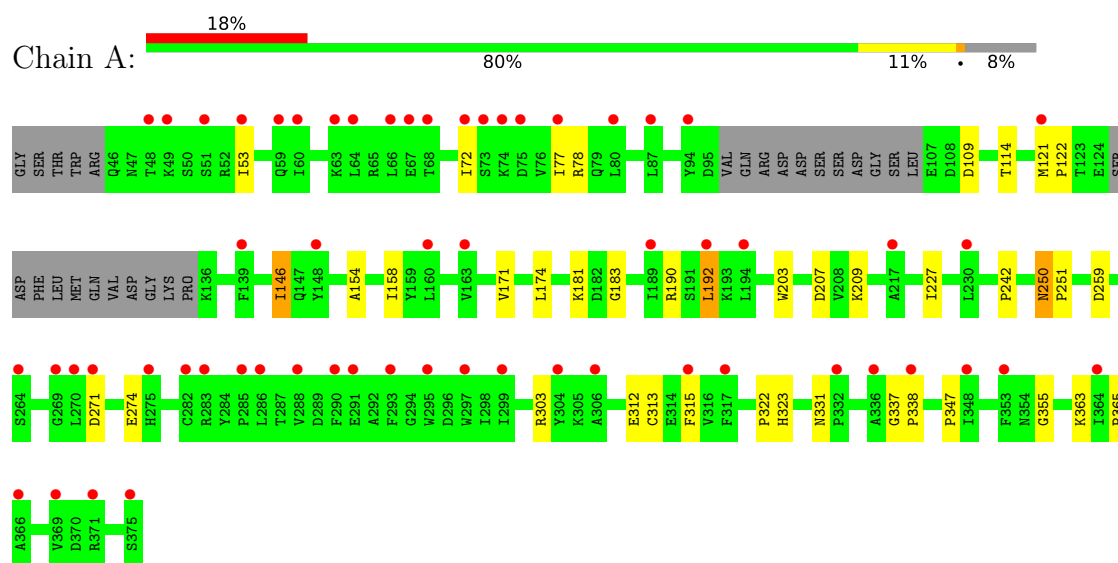 18%
Chain A:
80% 11% • 8%
GLY SER THR TRP ARG Q46 N47 T48 K49 S50 S51 R52 I53 Q59 I60 K63 L64 R65 L66 E67 T68 I72 S73 K74 D75 V76 I77 R78 Q79 L80 L87 Y94 D95 VAL GLN ARG ASP ASP SER SER ASP GLY SER LEU E107 D108 D109 T114 M121 P122 T123 E124 SER
ASP PHE LEU MET GLN VAL ASP GLY LYS PRO K136 F139 I146 Q147 Y148 A154 I158 Y159 L160 V163 V171 L174 K181 D182 G183 I189 R190 S191 L192 K193 L194 W203 D207 V208 K209 A217 I227 L230 P242 N250 P251 D259
S264 G269 L270 D271 E274 H275 C282 R283 Y284 P285 L286 T287 V288 D289 F290 E291 A292 F293 G294 W295 D296 W297 I298 I299 R303 Y304 K305 A306 E312 C313 E314 F315 V316 F317 P322 H323 N331 P332 A336 G337 P338 P347 I348 F353 N354 G355 K363 I364 P365
A366 V369 D370 R371 S375